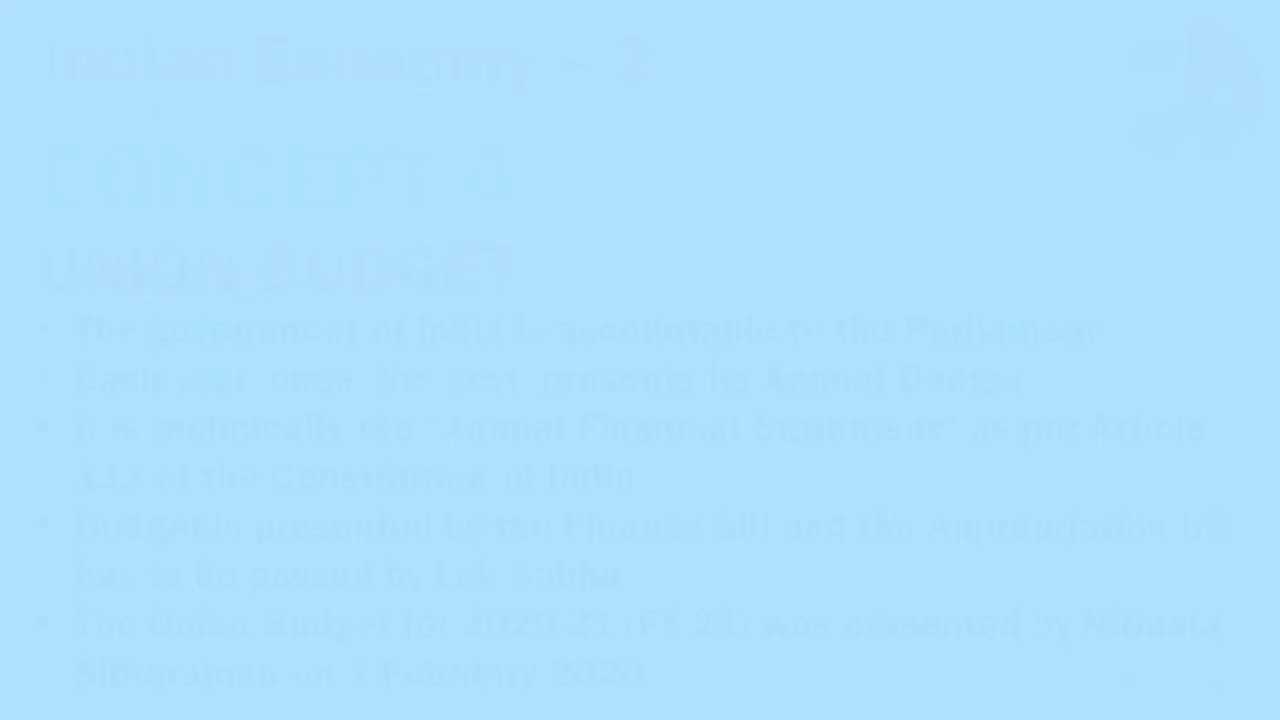 Indian Economy – 2
UNION BUDGET
The government of India is accountable to the Parliament
Each year once the govt presents its Annual Budget
It is technically the "Annual Financial Statement" as per Article
112 of the Constitution of India
Budget is presented by the Finance bill and the Appropriation bill
has to be passed by Lok Sabha
The Union Budget for 2020-21 (FY 21) was presented by Nirmala
Sitharaman on 1 February 2020